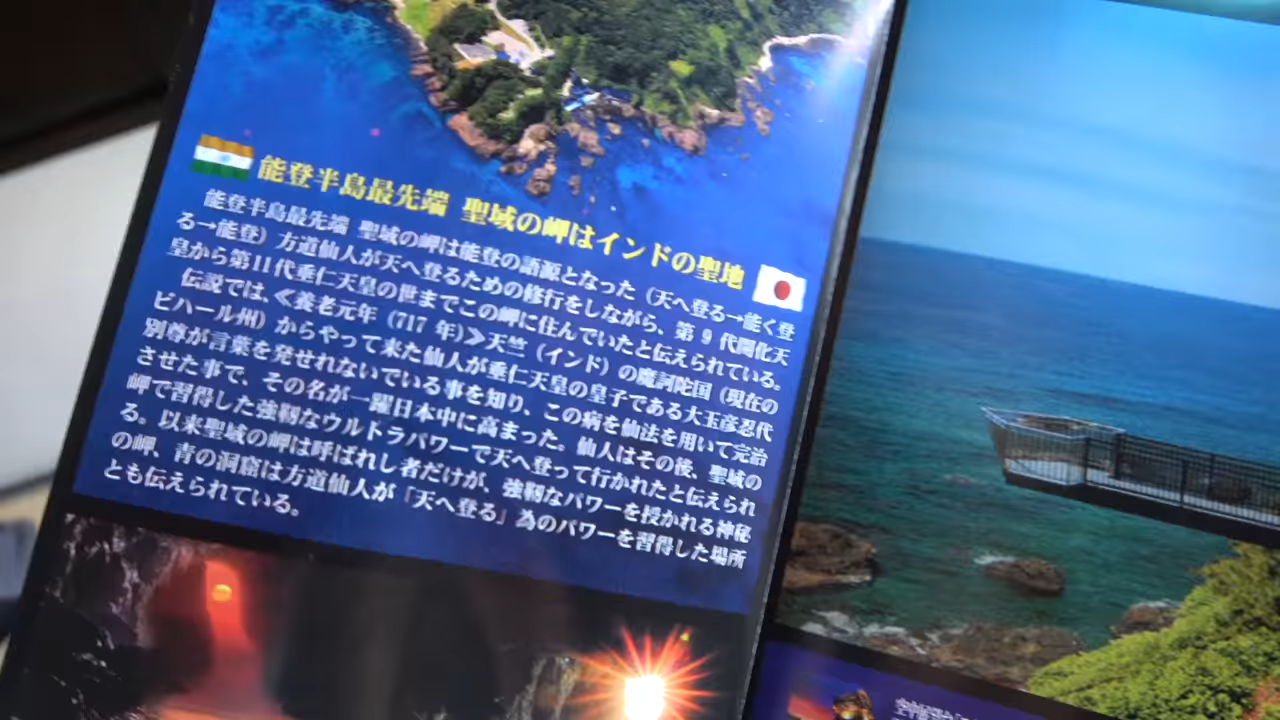 能登半島最先端 聖域の岬はインドの聖地
能登半島最先端 聖域の岬は能登の語源となった（天へ登る→能く登
る→能登）方道仙人が天へ登るための修行をしながら、第 9 代開化天
皇から第11代垂仁天皇の世までこの岬に住んでいたと伝えられている。
伝説では、≪養老元年（717 年）≫天竺（インド）の魔訶陀国（現在の
ビハール州）からやって来た仙人が垂仁天皇の皇子である大玉彦忍代
別尊が言葉を発せれないでいる事を知り、この病を仙法を用いて完治
させた事で、その名が一躍日本中に高まった。仙人はその後、聖域の
岬で習得した強靭なウルトラパワーで天へ登って行かれたと伝えられ
る。以来聖域の岬は呼ばれし者だけが、強靭なパワーを授かれる神秘
の岬、青の洞窟は方道仙人が「天へ登る」為のパワーを習得した場所
とも伝えられている。